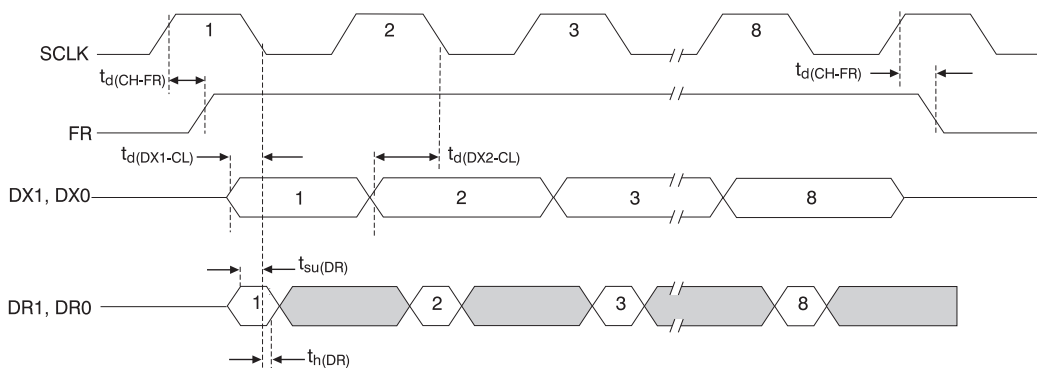 SCLK
1 2 3 8
td(CH-FR) td(CH-FR)
FR
td(DX1-CL) td(DX2-CL)
DX1, DX0
1 2 3 8
tsu(DR)
DR1, DR0
1 2 3 8
th(DR)